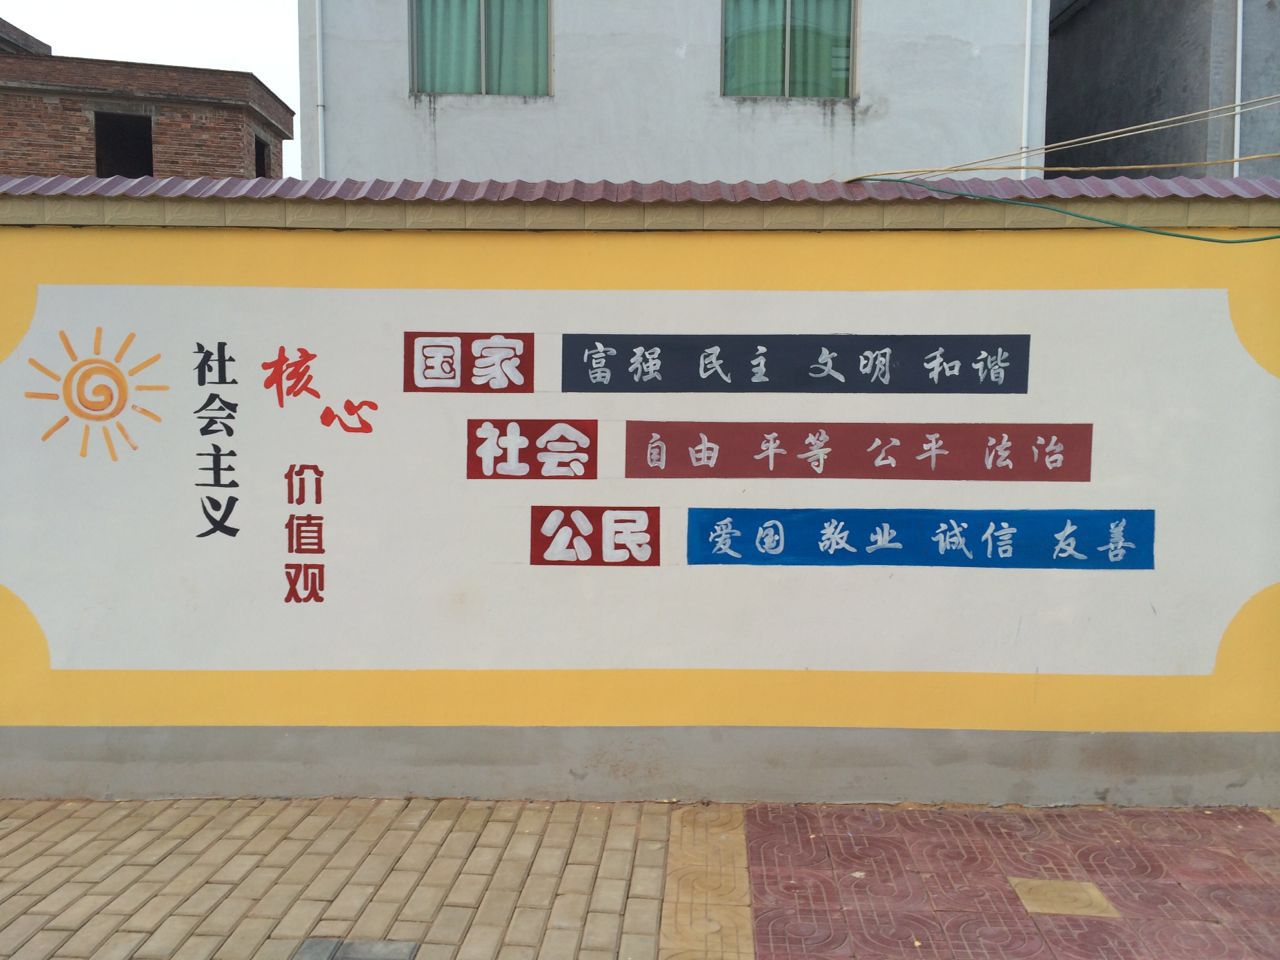 社会主义
核心
价值观
国家 富强 民主 文明 和谐
社会 自由 平等 公平 法治
公民 爱国 敬业 诚信 友善